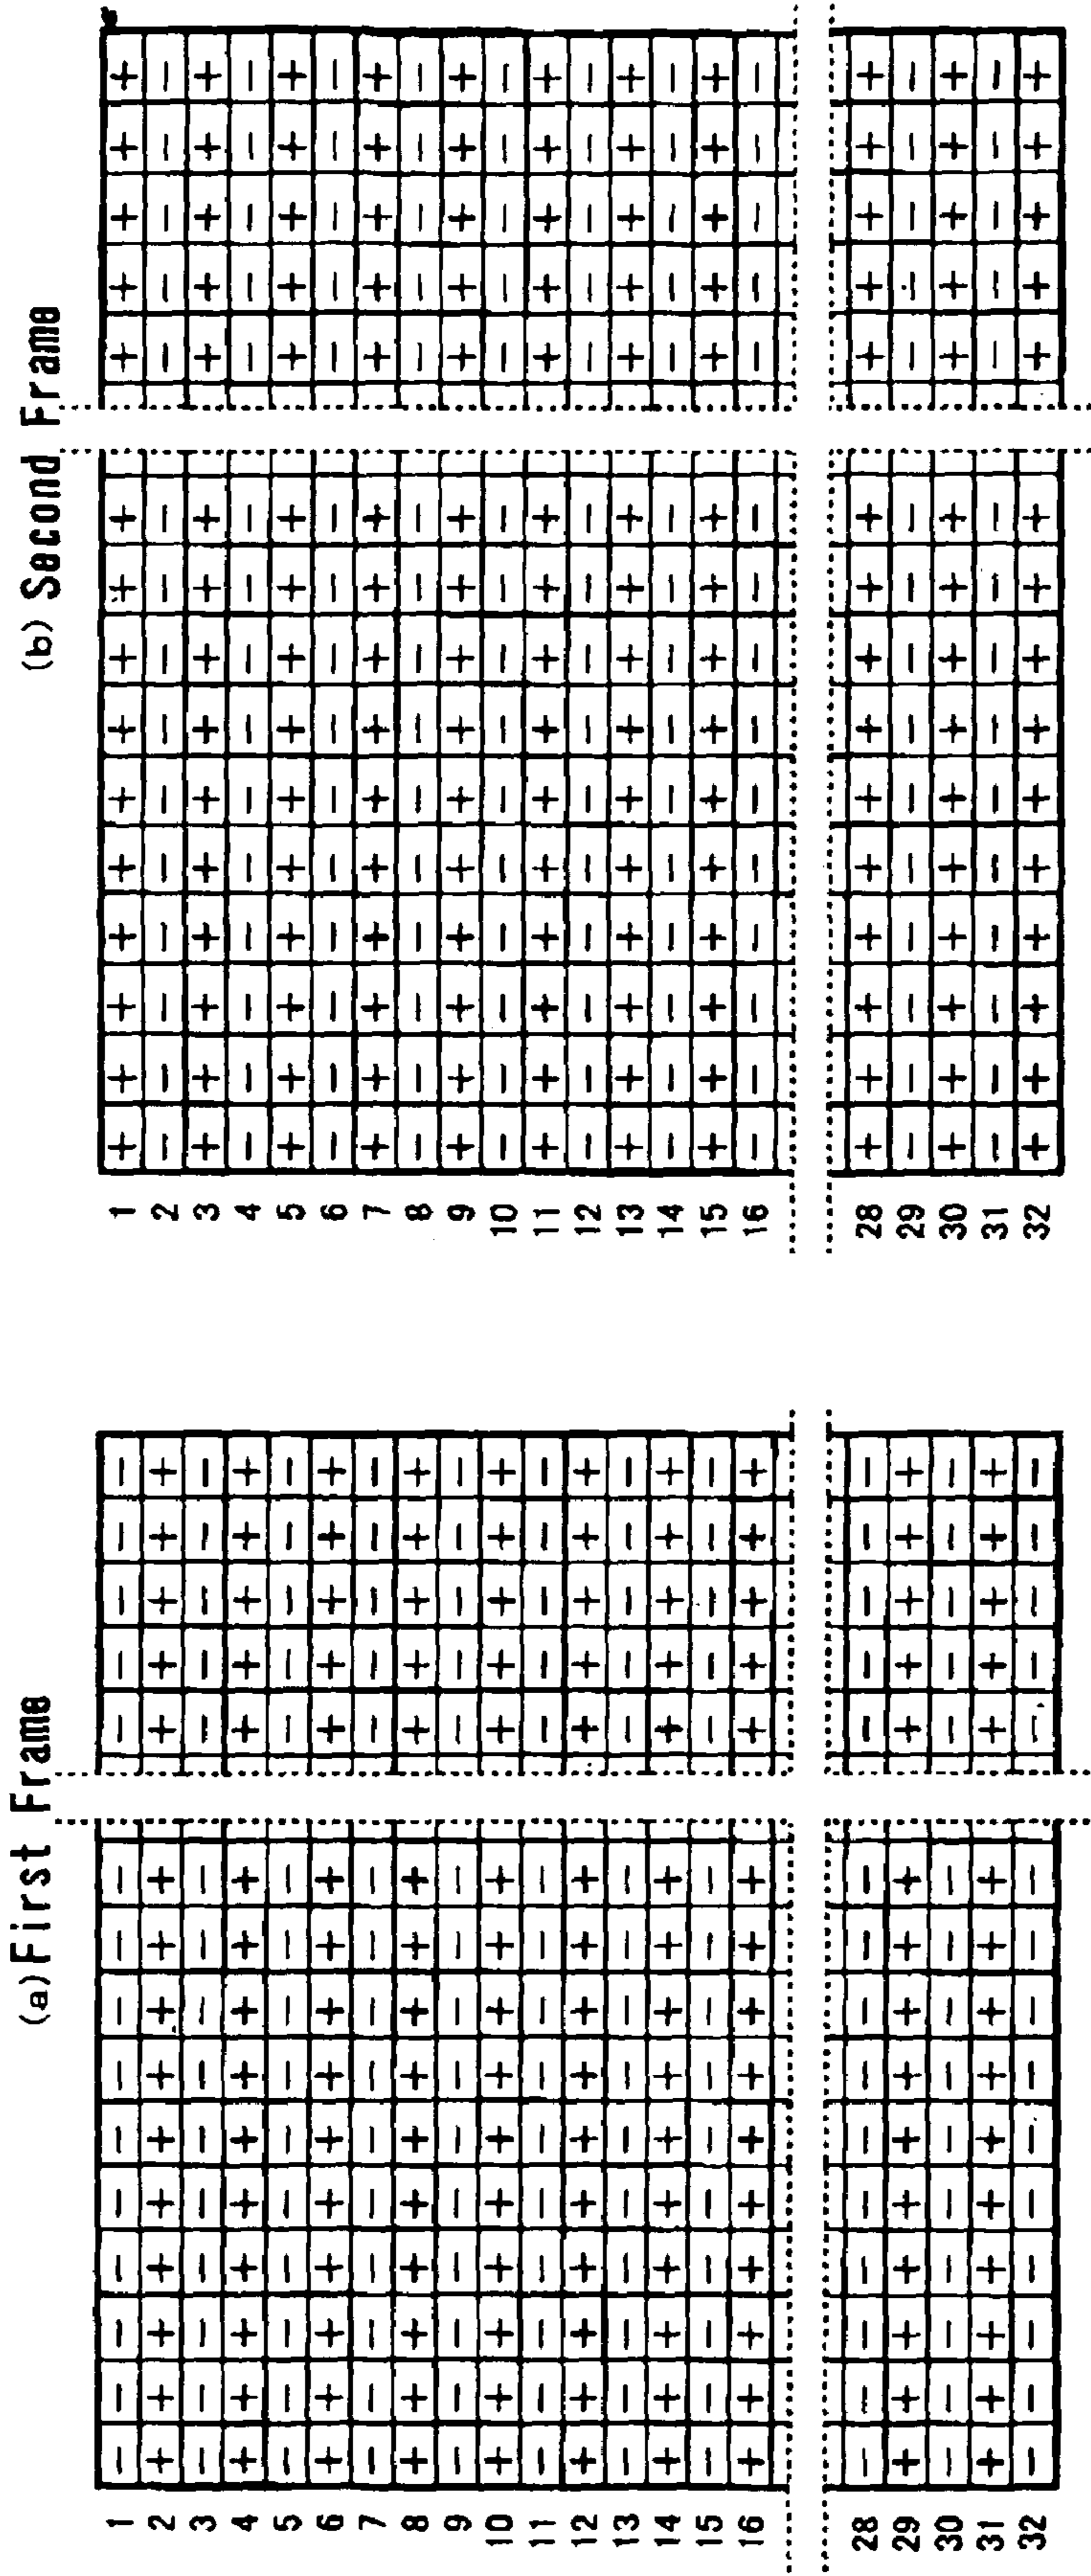 (a) First Frame
1 − − − − − − − − − − − − − − −
2 + + + + + + + + + + + + + + +
3 − − − − − − − − − − − − − − −
4 + + + + + + + + + + + + + + +
5 − − − − − − − − − − − − − − −
6 + + + + + + + + + + + + + + +
7 − − − − − − − − − − − − − − −
8 + + + + + + + + + + + + + + +
9 − − − − − − − − − − − − − − −
10 + + + + + + + + + + + + + + +
11 − − − − − − − − − − − − − − −
12 + + + + + + + + + + + + + + +
13 − − − − − − − − − − − − − − −
14 + + + + + + + + + + + + + + +
15 − − − − − − − − − − − − − − −
16 + + + + + + + + + + + + + + +
28 − − − − − − − − − − − − − − −
29 + + + + + + + + + + + + + + +
30 − − − − − − − − − − − − − − −
31 + + + + + + + + + + + + + + +
32 − − − − − − − − − − − − − − −
(b) Second Frame
1 + + + + + + + + + + + + + + +
2 − − − − − − − − − − − − − − −
3 + + + + + + + + + + + + + + +
4 − − − − − − − − − − − − − − −
5 + + + + + + + + + + + + + + +
6 − − − − − − − − − − − − − − −
7 + + + + + + + + + + + + + + +
8 − − − − − − − − − − − − − − −
9 + + + + + + + + + + + + + + +
10 − − − − − − − − − − − − − − −
11 + + + + + + + + + + + + + + +
12 − − − − − − − − − − − − − − −
13 + + + + + + + + + + + + + + +
14 − − − − − − − − − − − − − − −
15 + + + + + + + + + + + + + + +
16 − − − − − − − − − − − − − − −
28 + + + + + + + + + + + + + + +
29 − − − − − − − − − − − − − − −
30 + + + + + + + + + + + + + + +
31 − − − − − − − − − − − − − − −
32 + + + + + + + + + + + + + + +